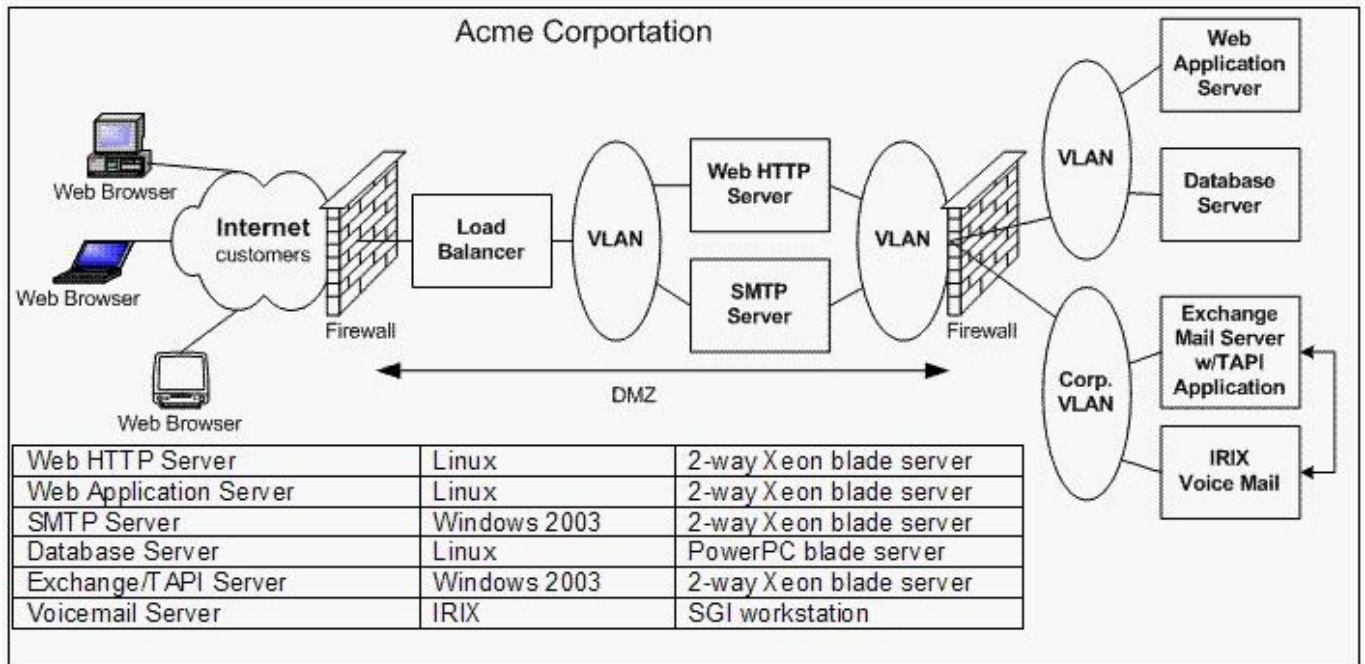 Acme Corportation
Web Browser
Web Browser
Web Browser
Internet
customers
Firewall
Load
Balancer
VLAN
Web HTTP
Server
SMTP
Server
VLAN
Firewall
DMZ
VLAN
Web
Application
Server
Database
Server
Corp.
VLAN
Exchange
Mail Server
w/TAPI
Application
IRIX
Voice Mail
Web HTTP Server Linux 2-way Xeon blade server
Web Application Server Linux 2-way Xeon blade server
SMTP Server Windows 2003 2-way Xeon blade server
Database Server Linux PowerPC blade server
Exchange/TAPI Server Windows 2003 2-way Xeon blade server
Voicemail Server IRIX SGI workstation